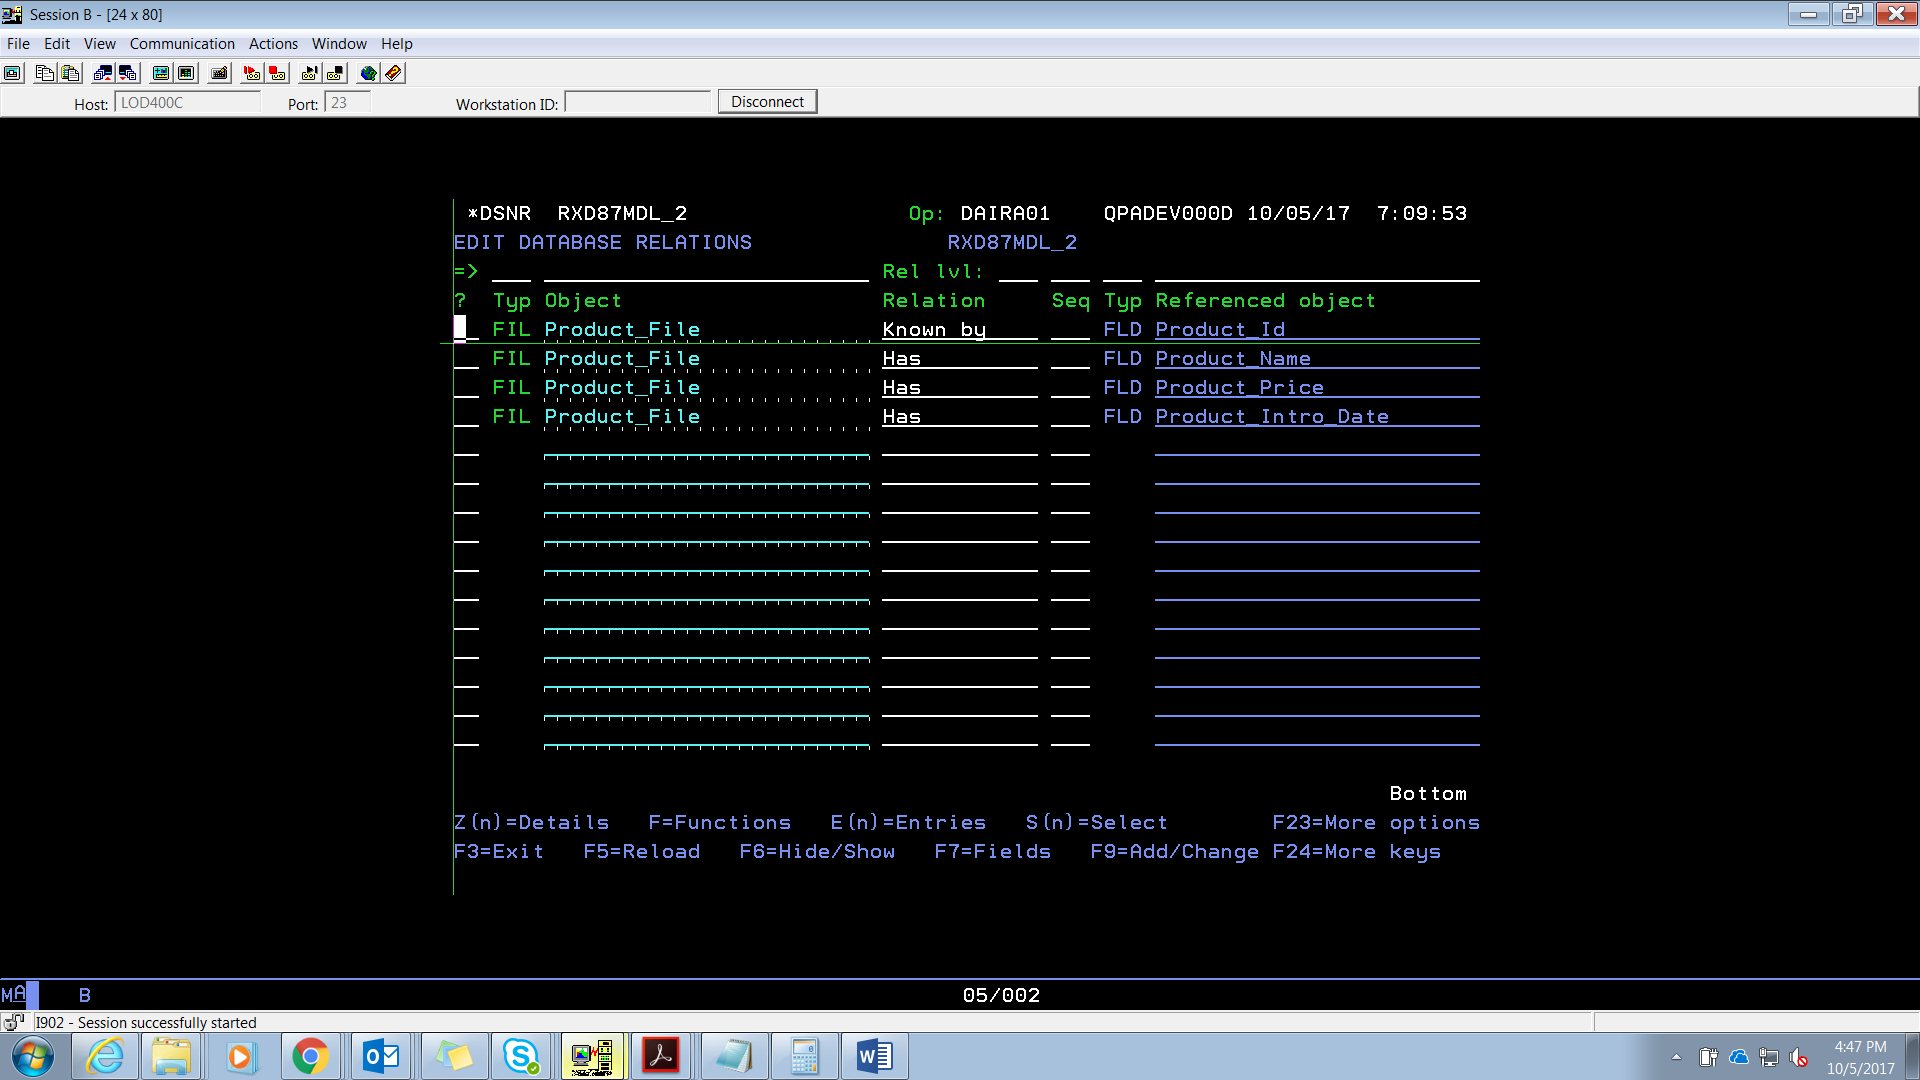 Session B - [24 x 80]
File Edit View Communication Actions Window Help
Host: LOD400C Port: 23 Workstation ID: Disconnect
*DSNR RXD87MDL_2 Op: DAIRA01 QPADEV000D 10/05/17 7:09:53
EDIT DATABASE RELATIONS RXD87MDL_2
=> Rel lvl:
? Typ Object Relation Seq Typ Referenced object
FIL Product_File Known by FLD Product_Id
FIL Product_File Has FLD Product_Name
FIL Product_File Has FLD Product_Price
FIL Product_File Has FLD Product_Intro_Date
Bottom
Z(n)=Details F=Functions E(n)=Entries S(n)=Select F23=More options
F3=Exit F5=Reload F6=Hide/Show F7=Fields F9=Add/Change F24=More keys
MA B 05/002
I902 - Session successfully started
4:47 PM
10/5/2017